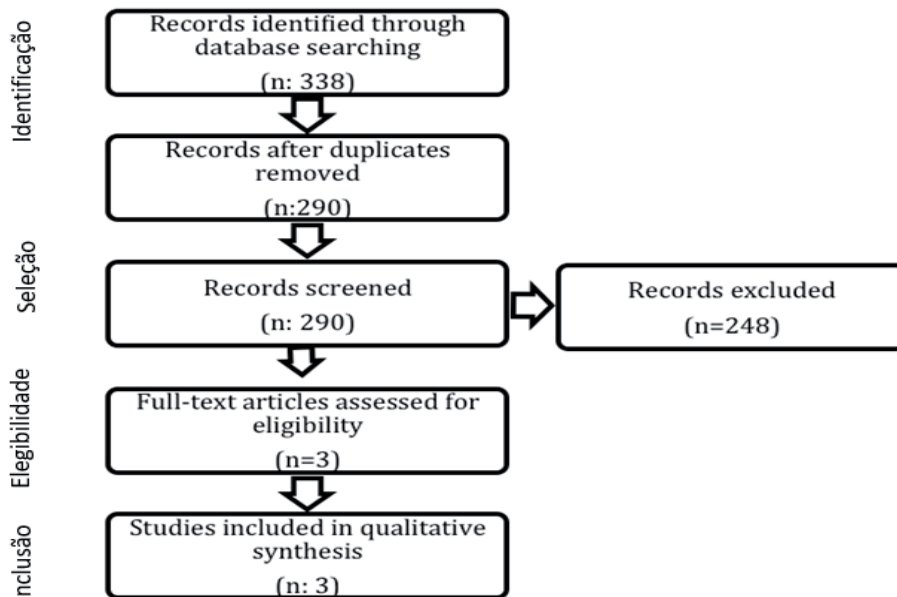 Identificação
Records identified through
database searching
(n: 338)
Records after duplicates
removed
(n:290)
Seleção
Records screened
(n: 290)
Records excluded
(n=248)
Elegibilidade
Full-text articles assessed for
eligibility
(n=3)
nclusão
Studies included in qualitative
synthesis
(n: 3)